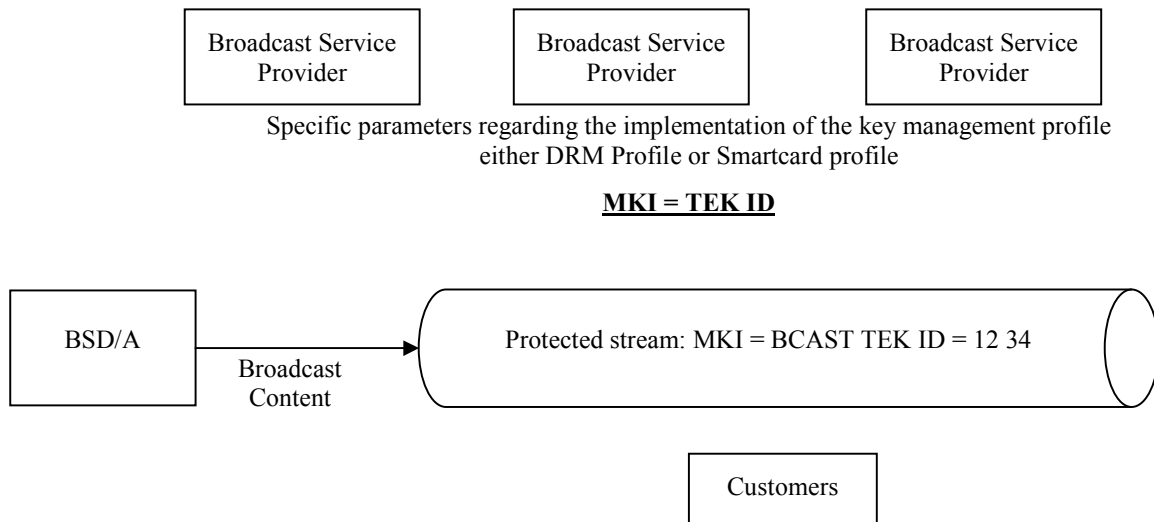 Broadcast Service
Provider
Broadcast Service
Provider
Broadcast Service
Provider
Specific parameters regarding the implementation of the key management profile
either DRM Profile or Smartcard profile
MKI = TEK ID
BSD/A
Broadcast
Content
Protected stream: MKI = BCAST TEK ID = 12 34
Customers